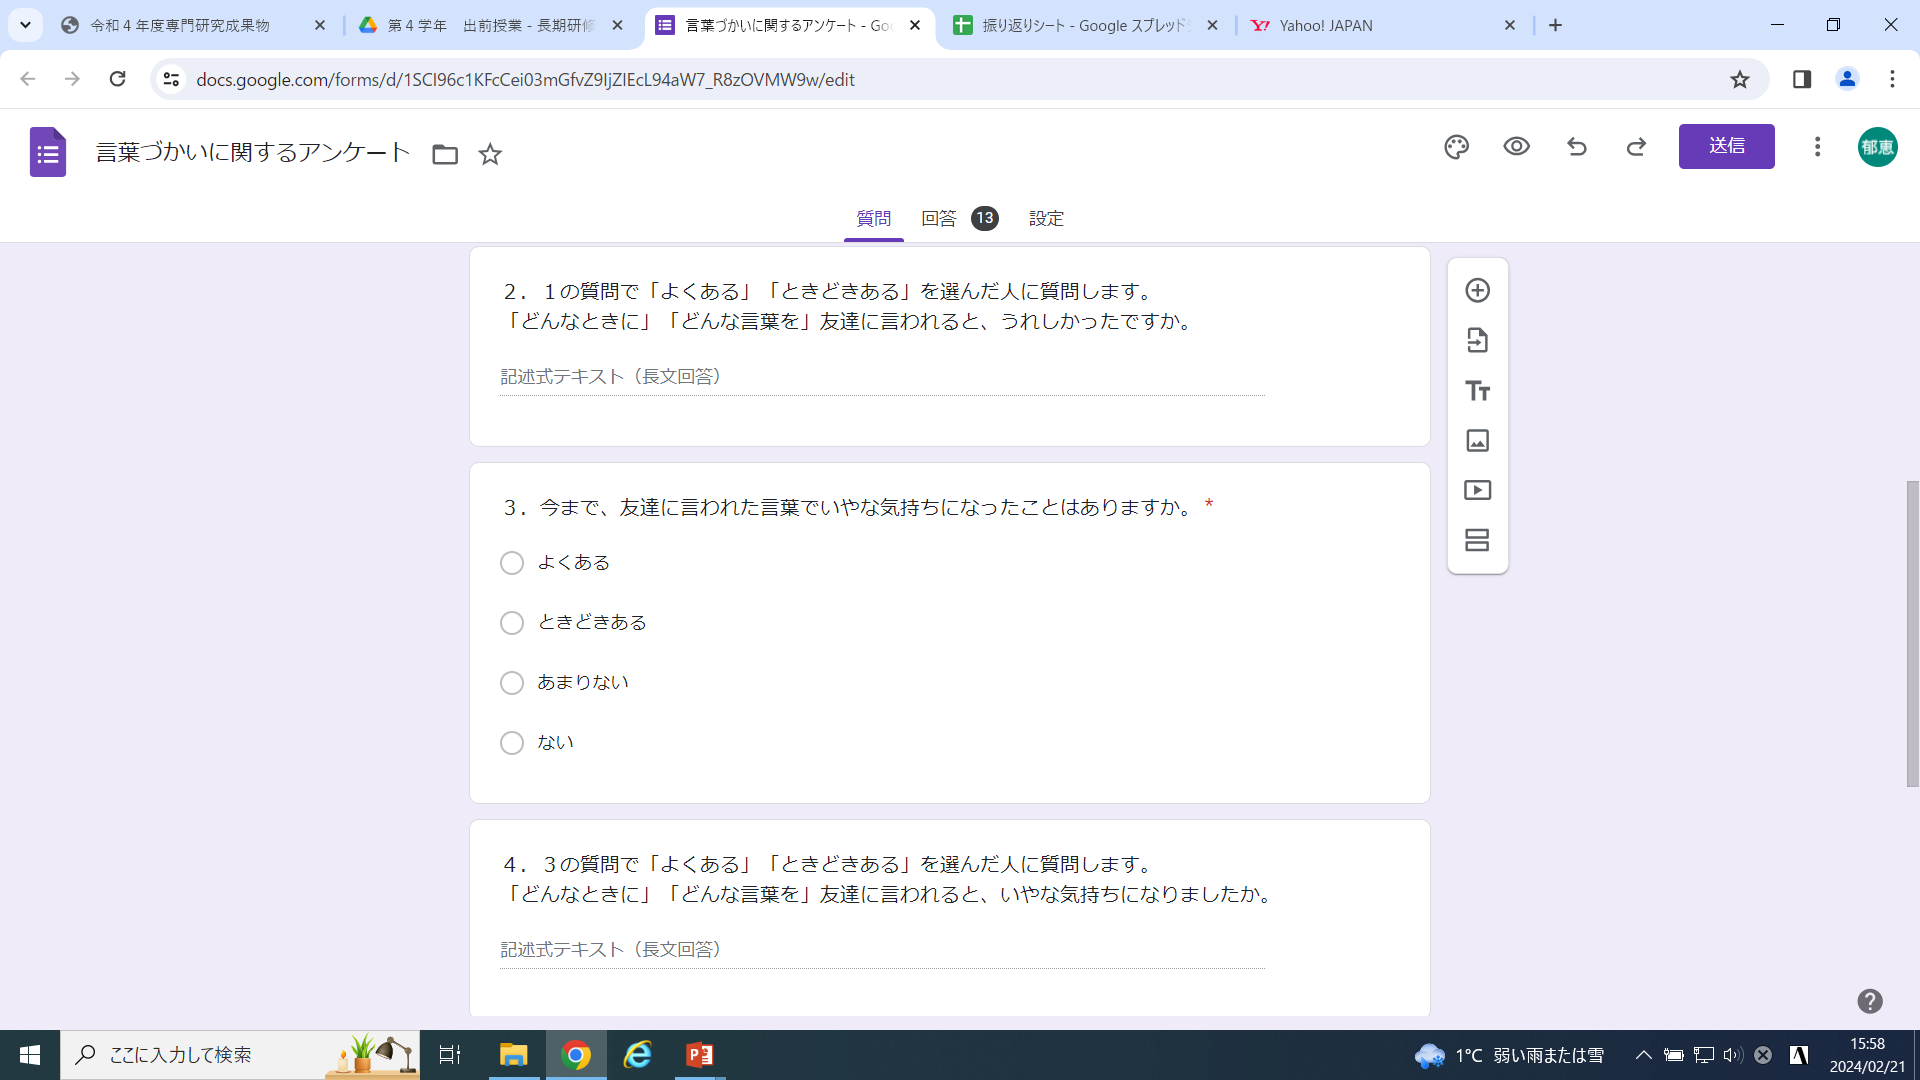 令和４年度専門研究成果物
第４学年　出前授業 - 長期研修
言葉づかいに関するアンケート - Goo
振り返りシート - Google スプレッド
Yahoo! JAPAN
言葉づかいに関するアンケート
送信
郁恵
質問
回答 13
設定
２．１の質問で「よくある」「ときどきある」を選んだ人に質問します。
「どんなときに」「どんな言葉を」友達に言われると、うれしかったですか。
記述式テキスト（長文回答）
３．今まで、友達に言われた言葉でいやな気持ちになったことはありますか。 *
よくある
ときどきある
あまりない
ない
４．３の質問で「よくある」「ときどきある」を選んだ人に質問します。
「どんなときに」「どんな言葉を」友達に言われると、いやな気持ちになりましたか。
記述式テキスト（長文回答）
ここに入力して検索
1℃ 弱い雨または雪
A
15:58
2024/02/21